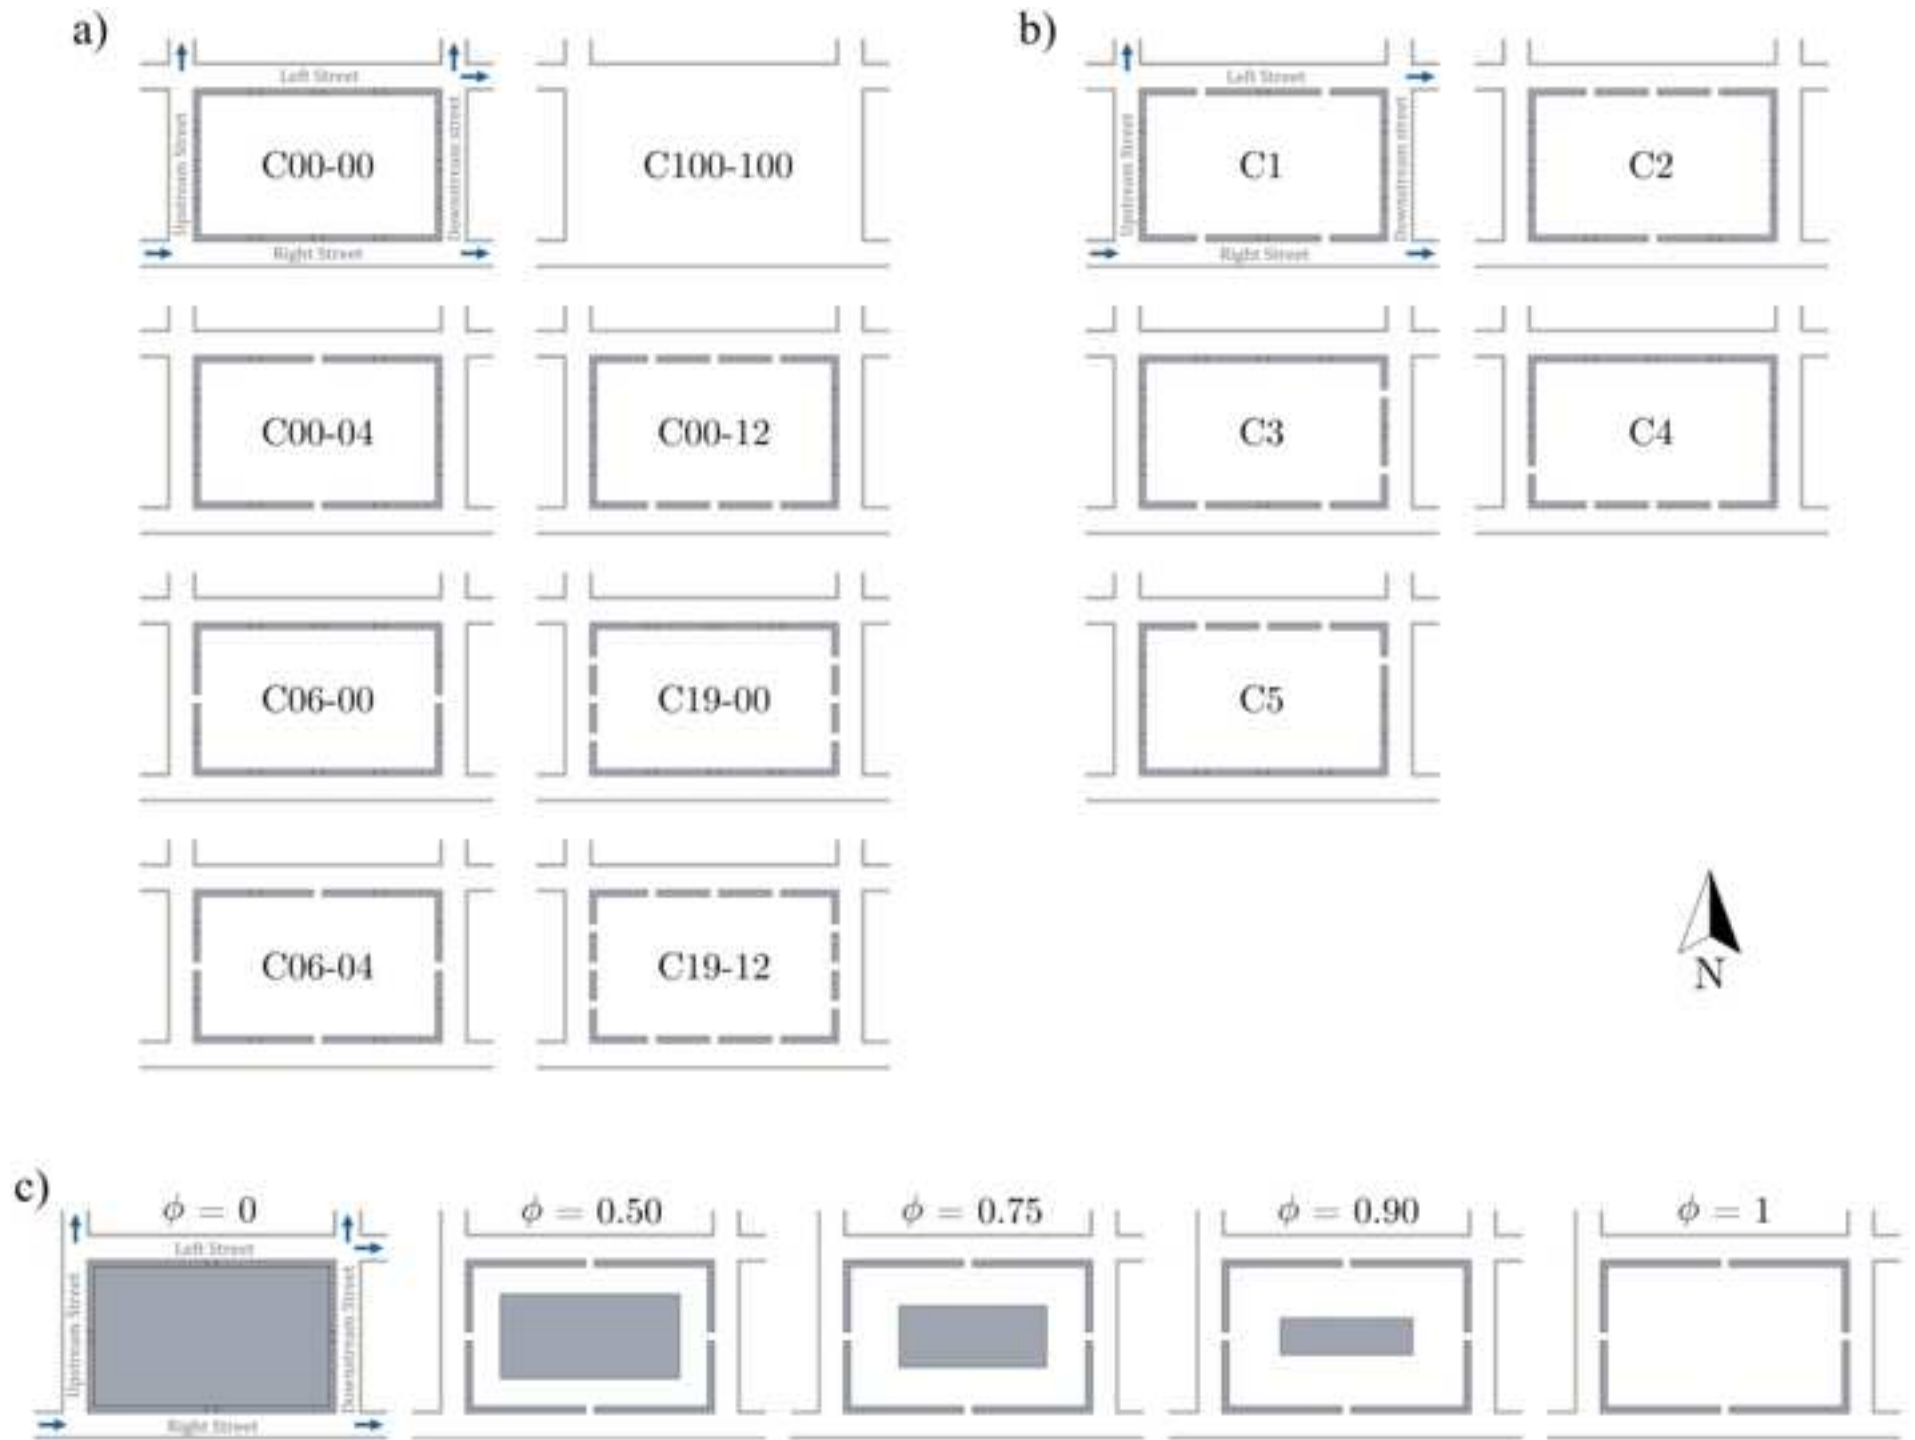 a)
b)
Left Street
Upstream Street
C00-00
Downstream street
Right Street
C100-100
Left Street
Upstream Street
C1
Downstream street
Right Street
C2
C00-04
C00-12
C3
C4
C06-00
C19-00
C5
C06-04
C19-12
N
c)
ϕ = 0
ϕ = 0.50
ϕ = 0.75
ϕ = 0.90
ϕ = 1
Left Street
Upstream Street
Downstream Street
Right Street